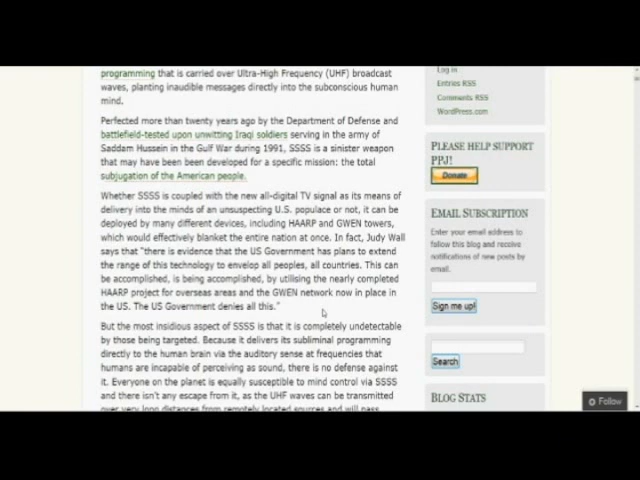 programming that is carried over Ultra-High Frequency (UHF) broadcast
waves, planting inaudible messages directly into the subconscious human
mind.
Perfected more than twenty years ago by the Department of Defense and
battlefield-tested upon unwitting Iraqi soldiers serving in the army of
Saddam Hussein in the Gulf War during 1991, SSSS is a sinister weapon
that may have been been developed for a specific mission: the total
subjugation of the American people.
Whether SSSS is coupled with the new all-digital TV signal as its means of
delivery into the minds of an unsuspecting U.S. populace or not, it can be
deployed by many different devices, including HAARP and GWEN towers,
which would effectively blanket the entire nation at once. In fact, Judy Wall
says that "there is evidence that the US Government has plans to extend
the range of this technology to envelop all peoples, all countries. This can
be accomplished, is being accomplished, by utilising the nearly completed
HAARP project for overseas areas and the GWEN network now in place in
the US. The US Government denies all this."
But the most insidious aspect of SSSS is that it is completely undetectable
by those being targeted. Because it delivers its subliminal programming
directly to the human brain via the auditory sense at frequencies that
humans are incapable of perceiving as sound, there is no defense against
it. Everyone on the planet is equally susceptible to mind control via SSSS
and there isn't any escape from it, as the UHF waves can be transmitted
over very long distances from remotely located sources and will pass
Log in
Entries RSS
Comments RSS
WordPress.com
PLEASE HELP SUPPORT
PPJ!
Donate
EMAIL SUBSCRIPTION
Enter your email address to
follow this blog and receive
notifications of new posts by
email.
Sign me up!
Search
BLOG STATS
Follow